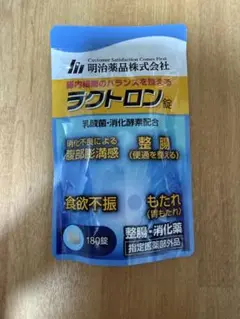 Customer Satisfaction Comes First
明治薬品株式会社
腸内細菌のバランスを整える
ラクトロン錠
乳酸菌・消化酵素配合
消化不良による
腹部膨満感
整腸
(便通を整える)
食欲不振
もたれ
(胃もたれ)
180錠
整腸・消化薬
指定医薬部外品